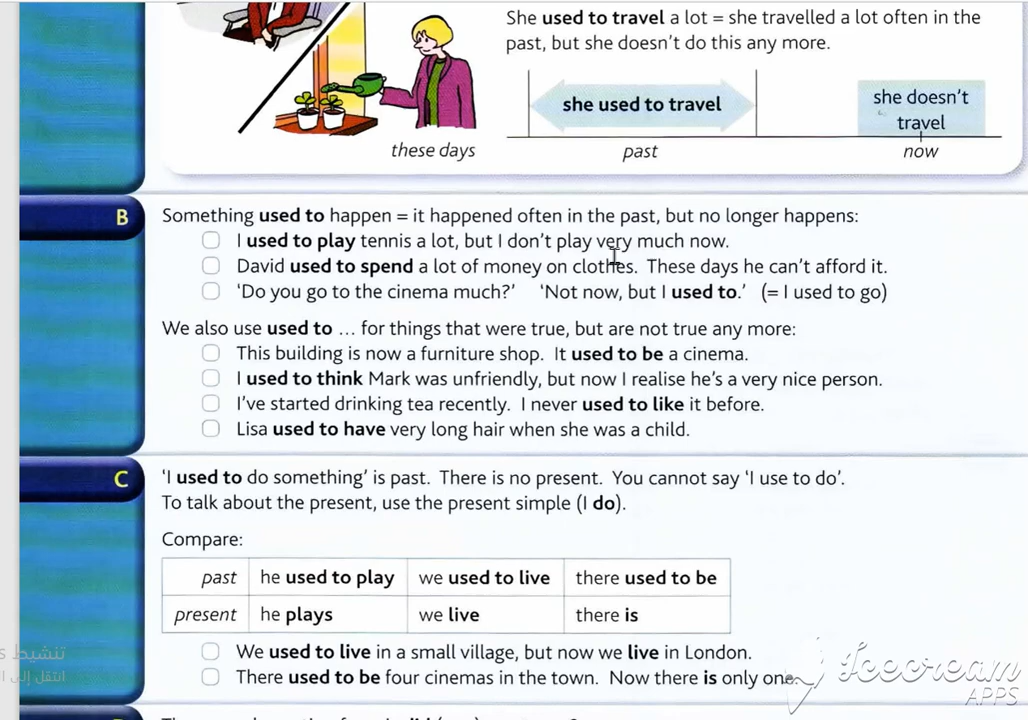 She used to travel a lot = she travelled a lot often in the
past, but she doesn't do this any more.
she used to travel
she doesn't
travel
these days
past
now
B
Something used to happen = it happened often in the past, but no longer happens:
I used to play tennis a lot, but I don't play very much now.
David used to spend a lot of money on clothes. These days he can't afford it.
'Do you go to the cinema much?' 'Not now, but I used to.' (= I used to go)
We also use used to ... for things that were true, but are not true any more:
This building is now a furniture shop. It used to be a cinema.
I used to think Mark was unfriendly, but now I realise he's a very nice person.
I've started drinking tea recently. I never used to like it before.
Lisa used to have very long hair when she was a child.
C
'I used to do something' is past. There is no present. You cannot say 'I use to do'.
To talk about the present, use the present simple (I do).
Compare:
past he used to play we used to live there used to be
present he plays we live there is
We used to live in a small village, but now we live in London.
There used to be four cinemas in the town. Now there is only one.
تنشيط
انتقل إلى
Icecream
APPS